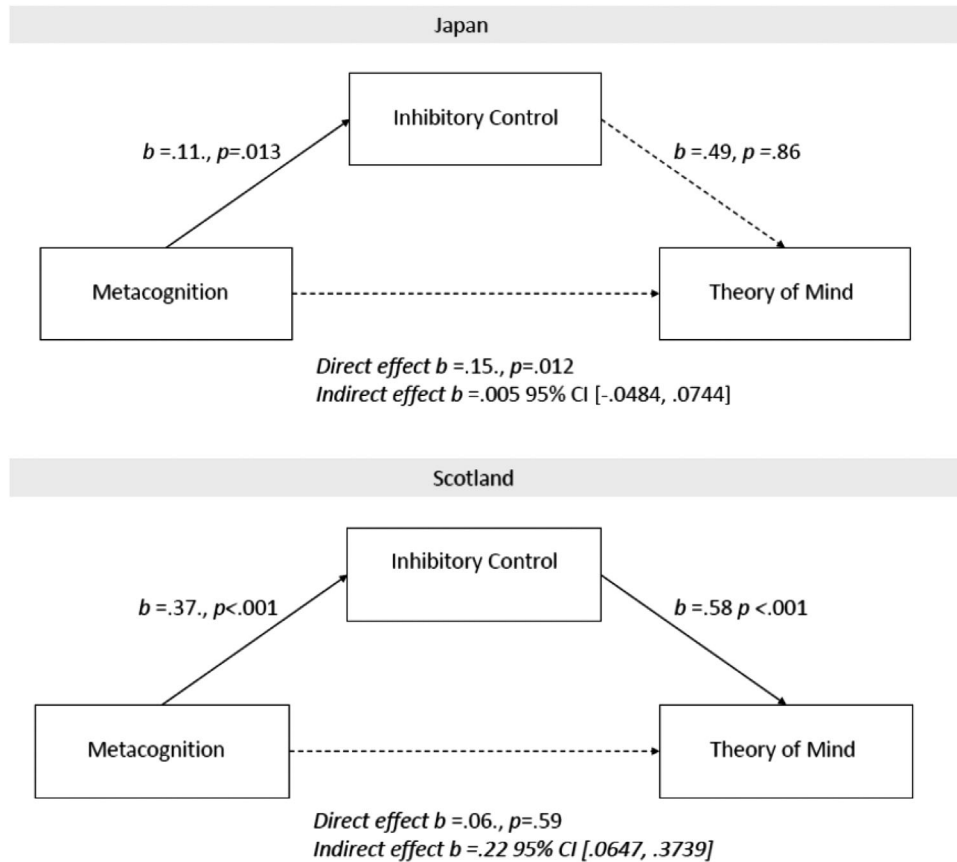 Japan
Inhibitory Control
b =.11., p=.013
b =.49, p =.86
Metacognition
Theory of Mind
Direct effect b =.15., p=.012
Indirect effect b =.005 95% CI [-.0484, .0744]
Scotland
Inhibitory Control
b =.37., p<.001
b =.58 p <.001
Metacognition
Theory of Mind
Direct effect b =.06., p=.59
Indirect effect b =.22 95% CI [.0647, .3739]